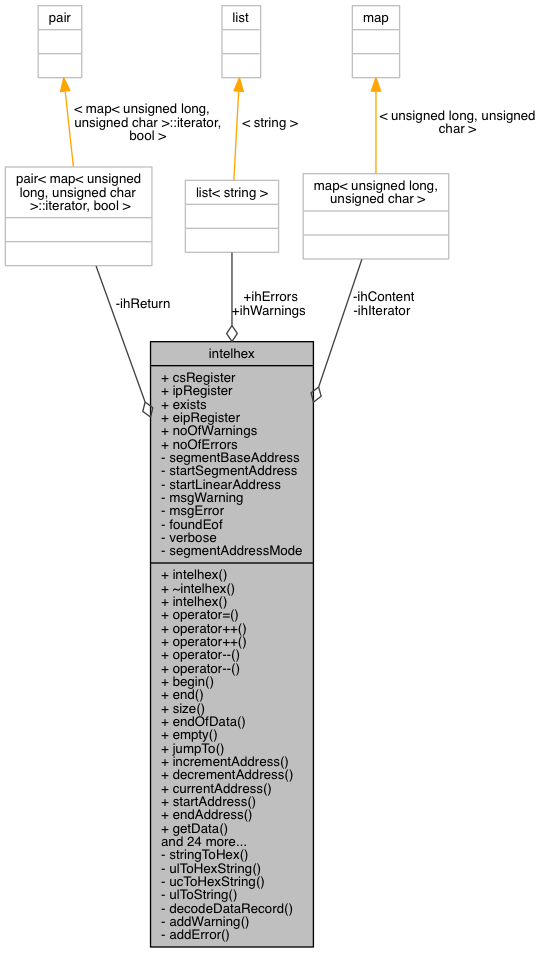 pair
list
map
< map< unsigned long,
unsigned char >::iterator,
bool >
< string >
< unsigned long, unsigned
char >
pair< map< unsigned
long, unsigned char
>::iterator, bool >
list< string >
map< unsigned long,
unsigned char >
-ihReturn
+ihErrors
+ihWarnings
-ihContent
-ihIterator
intelhex
+ csRegister
+ ipRegister
+ exists
+ eipRegister
+ noOfWarnings
+ noOfErrors
- segmentBaseAddress
- startSegmentAddress
- startLinearAddress
- msgWarning
- msgError
- foundEof
- verbose
- segmentAddressMode
+ intelhex()
+ ~intelhex()
+ intelhex()
+ operator=()
+ operator++()
+ operator++()
+ operator--()
+ operator--()
+ begin()
+ end()
+ size()
+ endOfData()
+ empty()
+ jumpTo()
+ incrementAddress()
+ decrementAddress()
+ currentAddress()
+ startAddress()
+ endAddress()
+ getData()
and 24 more...
- stringToHex()
- ulToHexString()
- ucToHexString()
- ulToString()
- decodeDataRecord()
- addWarning()
- addError()